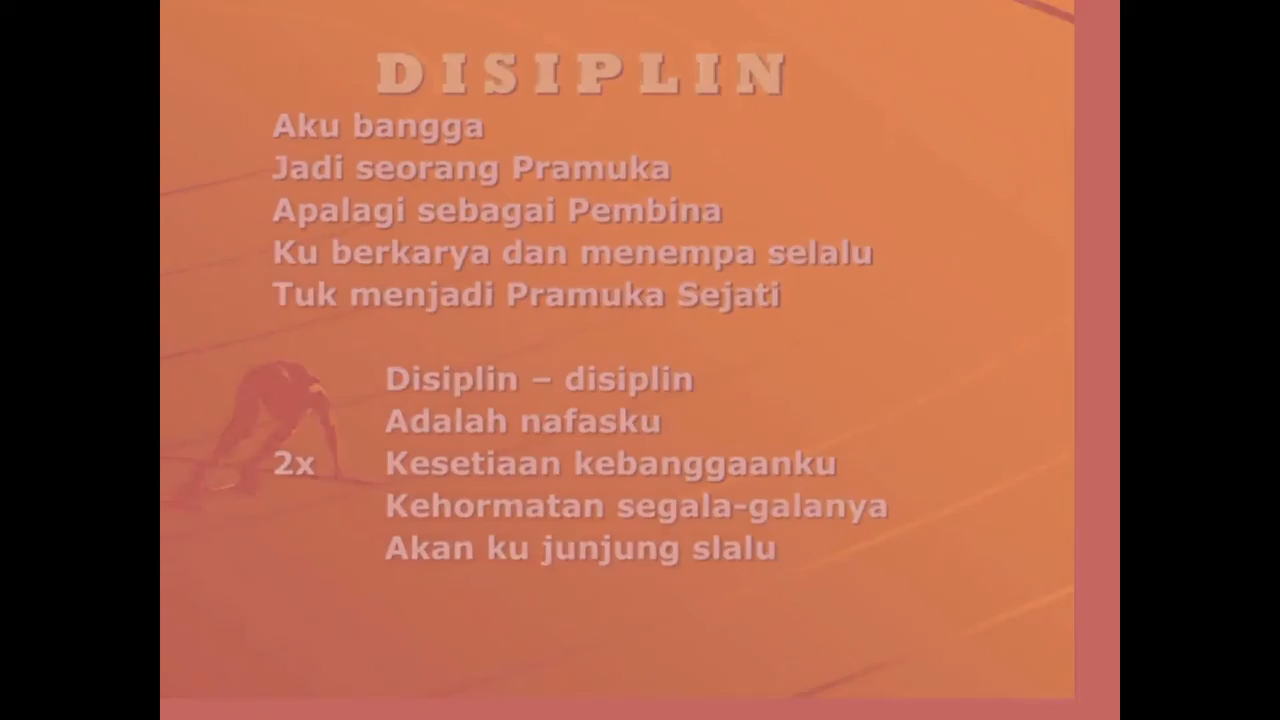 DISIPLIN
Aku bangga
Jadi seorang Pramuka
Apalagi sebagai Pembina
Ku berkarya dan menempa selalu
Tuk menjadi Pramuka Sejati
Disiplin – disiplin
Adalah nafasku
2x Kesetiaan kebanggaanku
Kehormatan segala-galanya
Akan ku junjung slalu